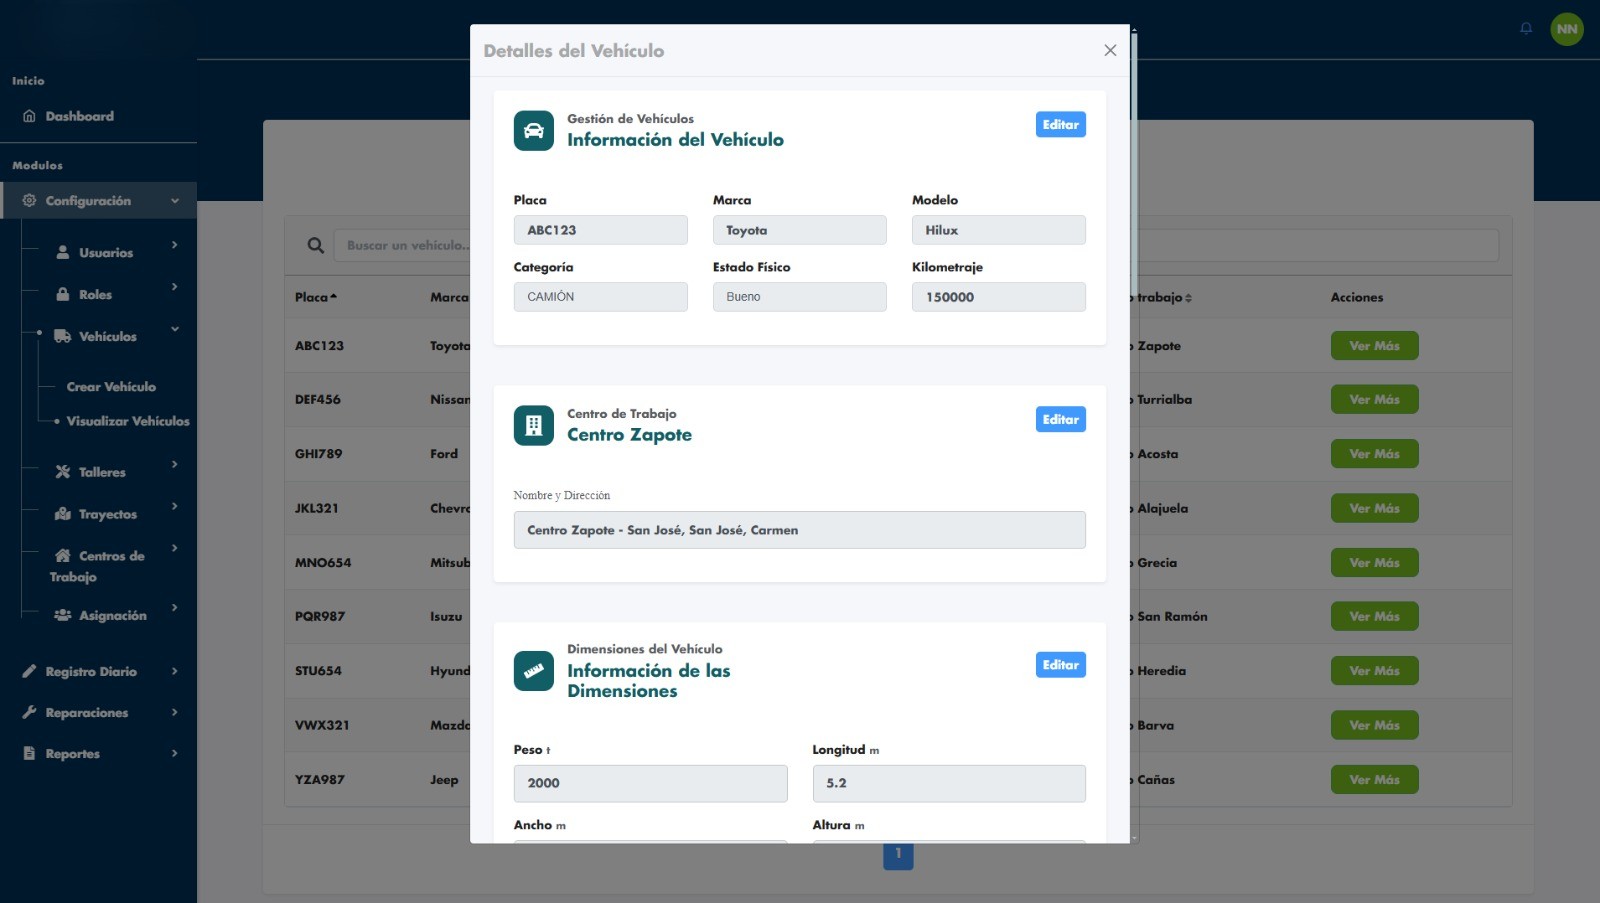 NN
Inicio
Dashboard
Modulos
Configuración
Usuarios
Roles
Vehículos
Crear Vehículo
Visualizar Vehículos
Talleres
Trayectos
Centros de
Trabajo
Asignación
Registro Diario
Reparaciones
Reportes
Buscar un vehículo..
Placa Marca trabajo Acciones
ABC123 Toyota Zapote Ver Más
DEF456 Nissan Turrialba Ver Más
GHI789 Ford Acosta Ver Más
JKL321 Chevro Alajuela Ver Más
MNO654 Mitsub Grecia Ver Más
PQR987 Isuzu San Ramón Ver Más
STU654 Hyund Heredia Ver Más
VWX321 Mazda Barva Ver Más
YZA987 Jeep Cañas Ver Más
1
Detalles del Vehículo
Gestión de Vehículos
Información del Vehículo
Editar
Placa Marca Modelo
ABC123 Toyota Hilux
Categoría Estado Físico Kilometraje
CAMIÓN Bueno 150000
Centro de Trabajo
Centro Zapote
Editar
Nombre y Dirección
Centro Zapote - San José, San José, Carmen
Dimensiones del Vehículo
Información de las
Dimensiones
Editar
Peso t Longitud m
2000 5.2
Ancho m Altura m